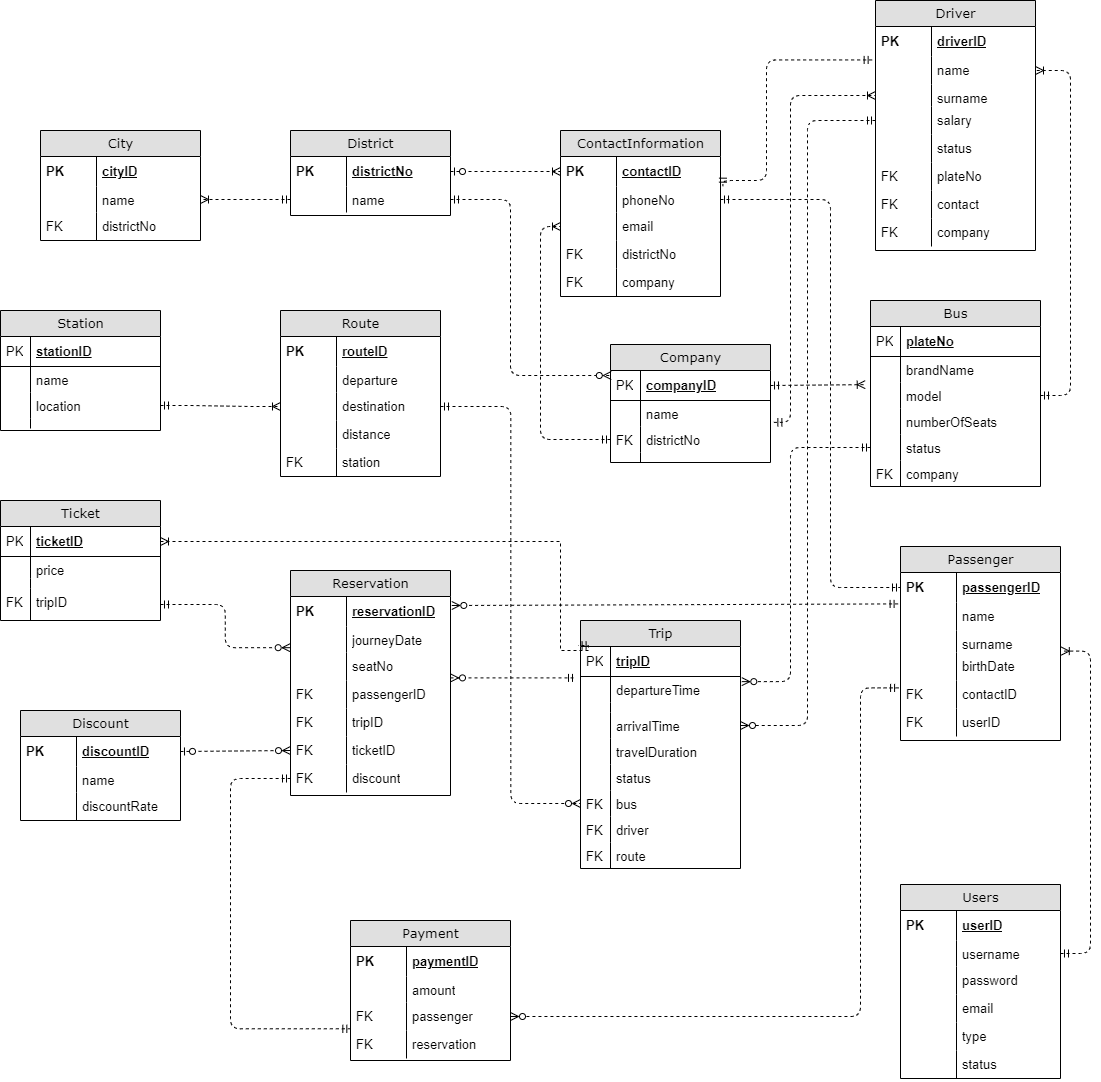 Driver
PK driverID
name
surname
salary
status
FK plateNo
FK contact
FK company
City
PK cityID
name
FK districtNo
District
PK districtNo
name
ContactInformation
PK contactID
phoneNo
email
FK districtNo
FK company
Station
PK stationID
name
location
Route
PK routeID
departure
destination
distance
FK station
Company
PK companyID
name
FK districtNo
Bus
PK plateNo
brandName
model
numberOfSeats
status
FK company
Ticket
PK ticketID
price
FK tripID
Reservation
PK reservationID
journeyDate
seatNo
FK passengerID
FK tripID
FK ticketID
FK discount
Trip
PK tripID
departureTime
arrivalTime
travelDuration
status
FK bus
FK driver
FK route
Passenger
PK passengerID
name
surname
birthDate
FK contactID
FK userID
Discount
PK discountID
name
discountRate
Payment
PK paymentID
amount
FK passenger
FK reservation
Users
PK userID
username
password
email
type
status